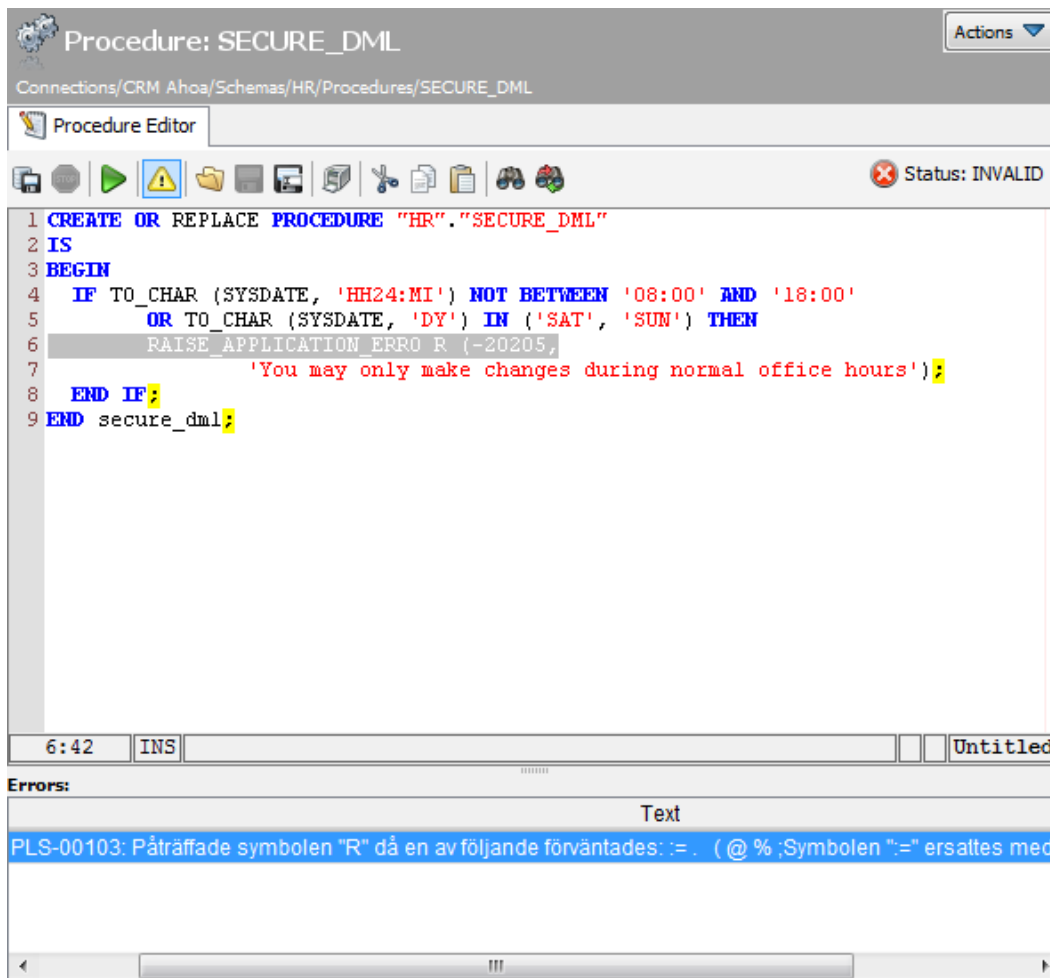 Procedure: SECURE_DML
Actions
Connections/CRM Ahoa/Schemas/HR/Procedures/SECURE_DML
Procedure Editor
STOP
Status: INVALID
1 CREATE OR REPLACE PROCEDURE "HR"."SECURE_DML"
2 IS
3 BEGIN
4 IF TO_CHAR (SYSDATE, 'HH24:MI') NOT BETWEEN '08:00' AND '18:00'
5 OR TO_CHAR (SYSDATE, 'DY') IN ('SAT', 'SUN') THEN
6 RAISE_APPLICATION_ERRO R (-20205,
7 'You may only make changes during normal office hours');
8 END IF;
9 END secure_dml;
6:42 INS Untitled
Errors:
Text
PLS-00103: Påträffade symbolen "R" då en av följande förväntades: := . ( @ % ;Symbolen ":=" ersattes med